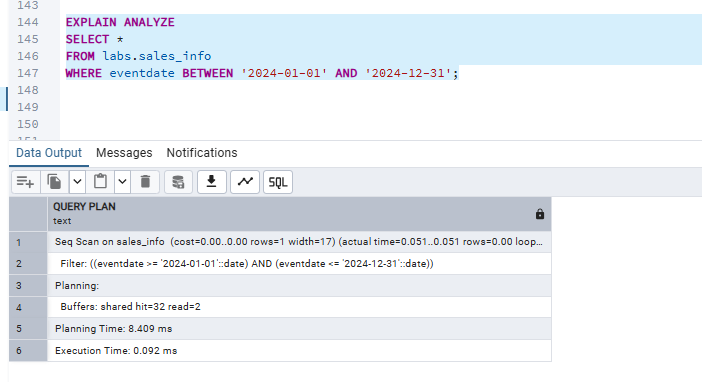 143
144 EXPLAIN ANALYZE
145 SELECT *
146 FROM labs.sales_info
147 WHERE eventdate BETWEEN '2024-01-01' AND '2024-12-31';
148
149
150
Data Output Messages Notifications
SQL
QUERY PLAN
text
1 Seq Scan on sales_info (cost=0.00..0.00 rows=1 width=17) (actual time=0.051..0.051 rows=0.00 loop...
2 Filter: ((eventdate >= '2024-01-01'::date) AND (eventdate <= '2024-12-31'::date))
3 Planning:
4 Buffers: shared hit=32 read=2
5 Planning Time: 8.409 ms
6 Execution Time: 0.092 ms